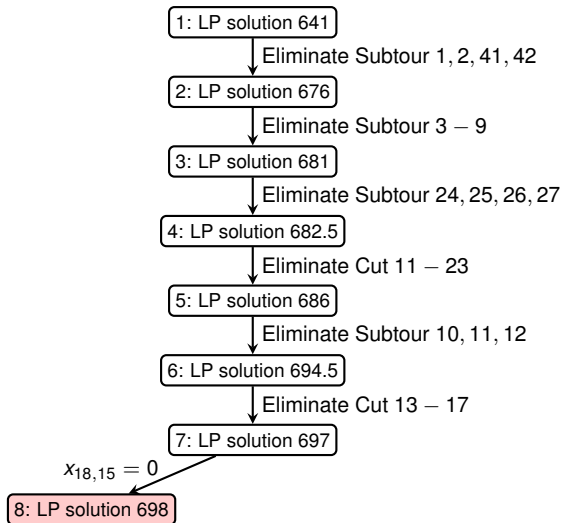 1: LP solution 641
Eliminate Subtour 1, 2, 41, 42
2: LP solution 676
Eliminate Subtour 3 − 9
3: LP solution 681
Eliminate Subtour 24, 25, 26, 27
4: LP solution 682.5
Eliminate Cut 11 − 23
5: LP solution 686
Eliminate Subtour 10, 11, 12
6: LP solution 694.5
Eliminate Cut 13 − 17
7: LP solution 697
x18,15 = 0
8: LP solution 698